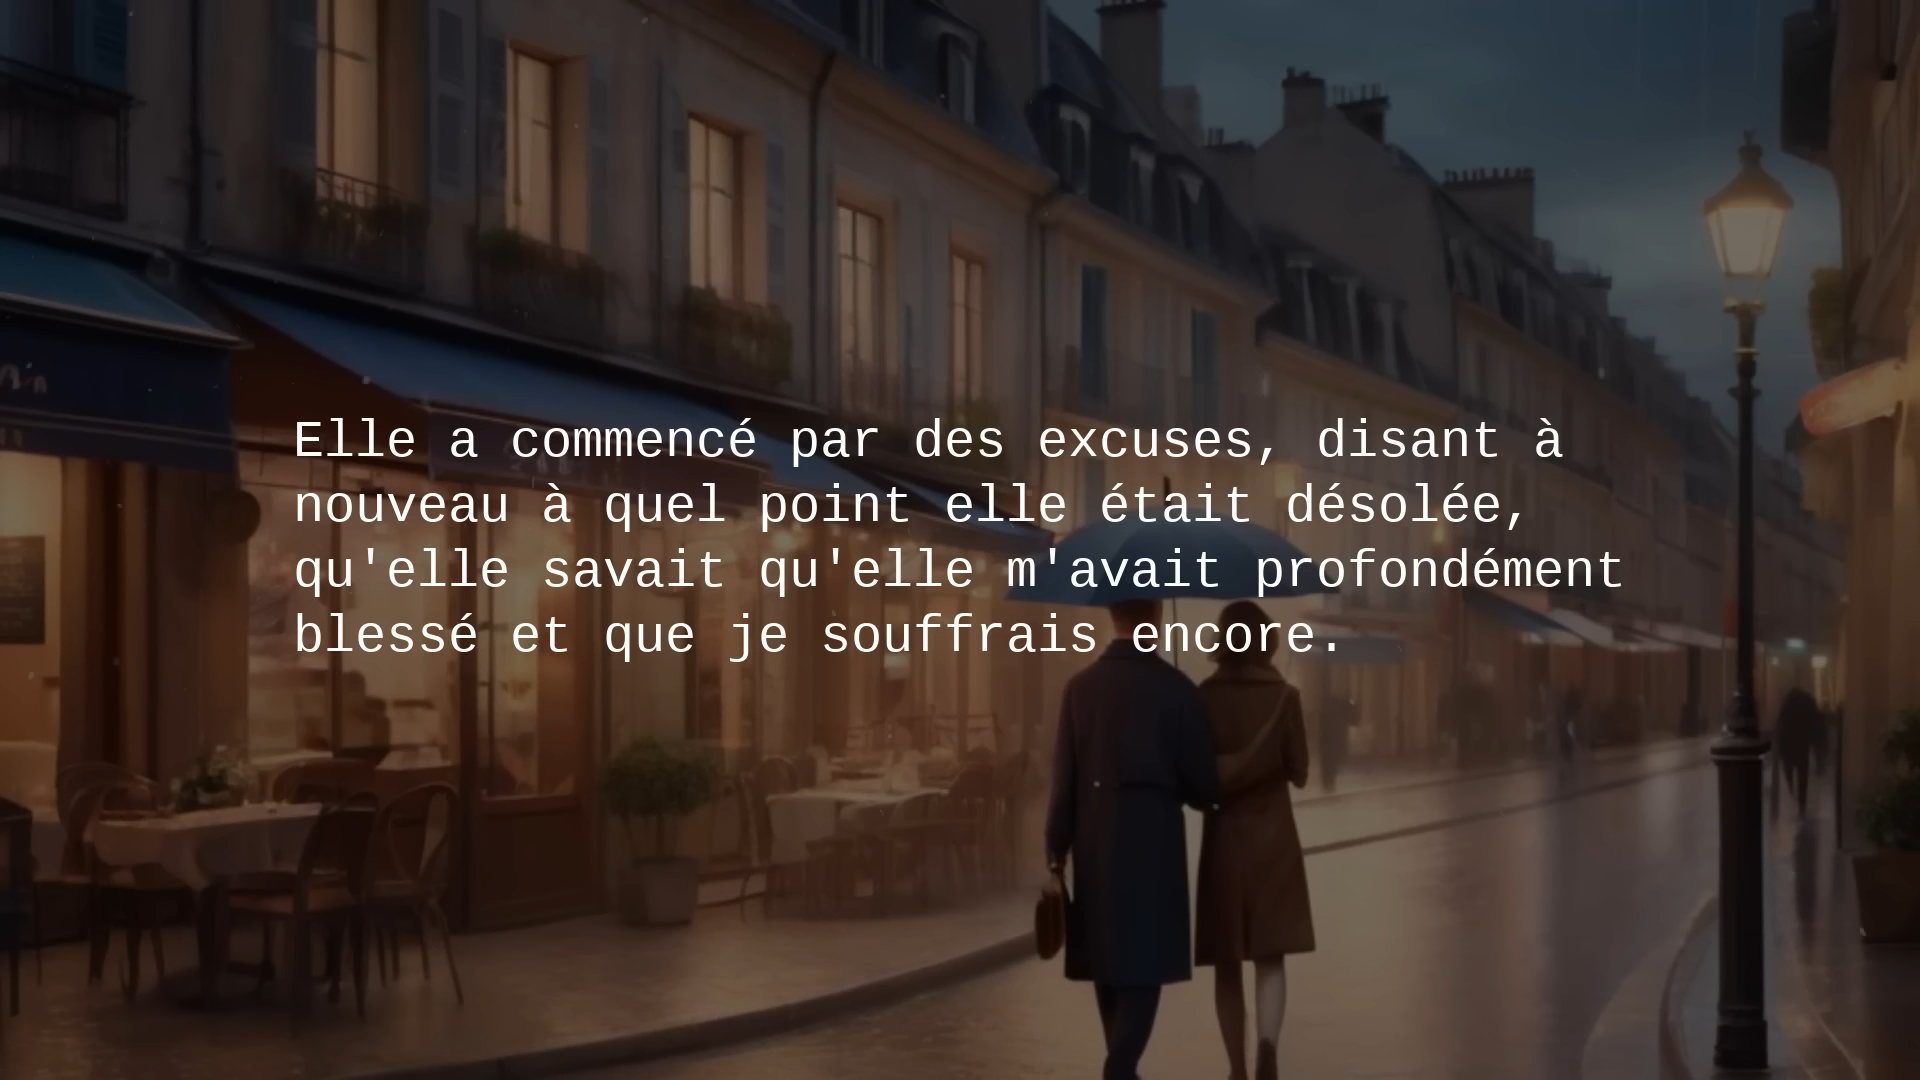 Elle a commencé par des excuses, disant à
nouveau à quel point elle était désolée,
qu'elle savait qu'elle m'avait profondément
blessé et que je souffrais encore.